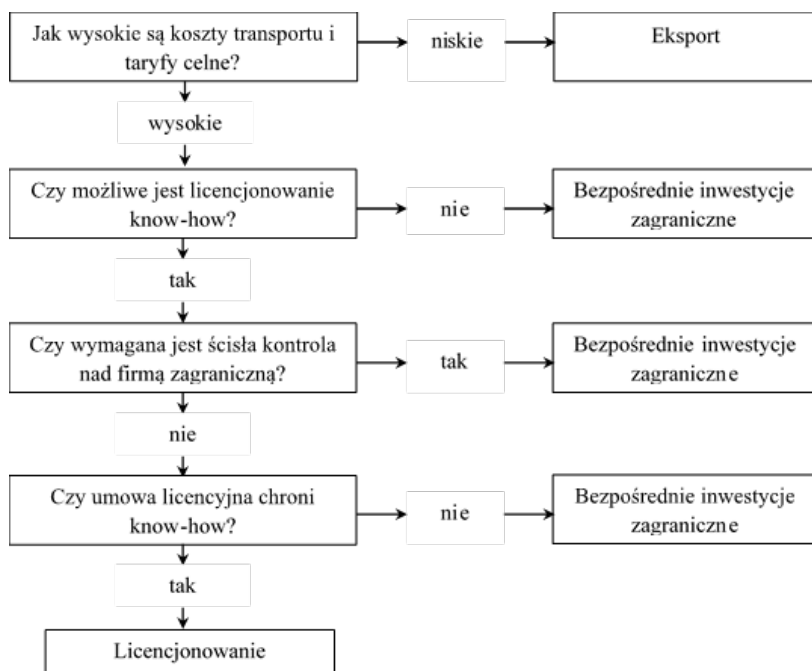 Jak wysokie są koszty transportu i
taryfy celne?
niskie
Eksport
wysokie
Czy możliwe jest licencjonowanie
know-how?
nie
Bezpośrednie inwestycje
zagraniczne
tak
Czy wymagana jest ścisła kontrola
nad firmą zagraniczną?
tak
Bezpośrednie inwestycje
zagraniczne
nie
Czy umowa licencyjna chroni
know-how?
nie
Bezpośrednie inwestycje
zagraniczne
tak
Licencjonowanie